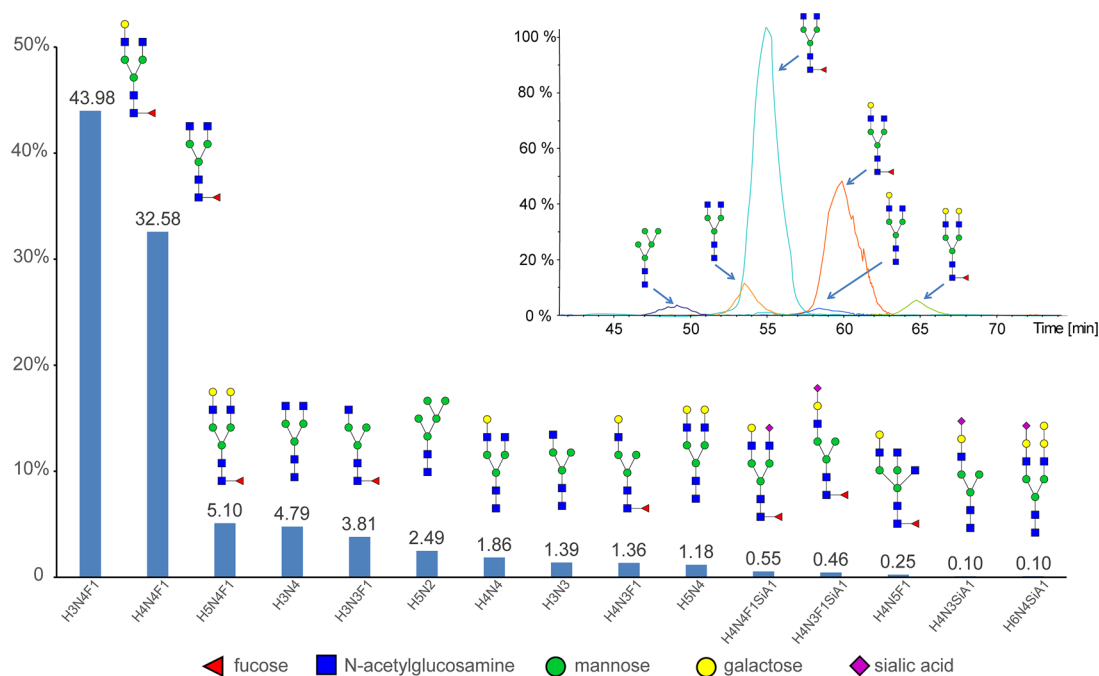 50%
40%
30%
20%
10%
0
43.98
32.58
5.10
4.79
3.81
2.49
1.86
1.39
1.36
1.18
0.55
0.46
0.25
0.10
0.10
H3N4F1
H4N4F1
H5N4F1
H3N4
H3N3F1
H5N2
H4N4
H3N3
H4N3F1
H5N4
H4N4F1SiA1
H4N3F1SiA1
H4N5F1
H4N3SiA1
H6N4SiA1
100 %
80 %
60 %
40 %
20 %
0 %
45 50 55 60 65 70 Time [min]
fucose N-acetylglucosamine mannose galactose sialic acid